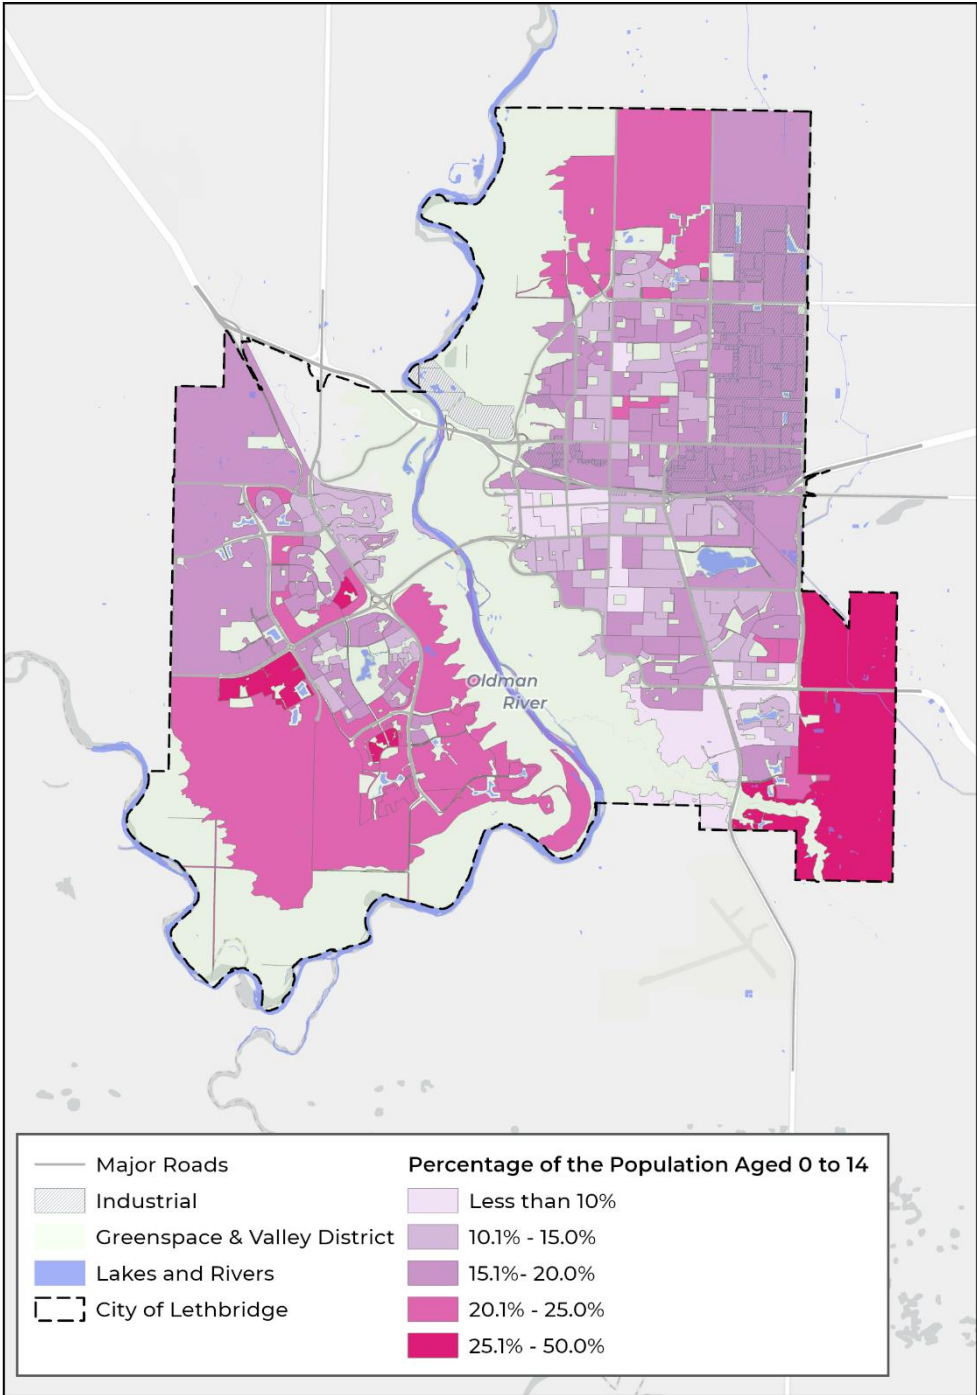 Oldman
River
Major Roads
Industrial
Greenspace & Valley District
Lakes and Rivers
City of Lethbridge
Percentage of the Population Aged 0 to 14
Less than 10%
10.1% - 15.0%
15.1%- 20.0%
20.1% - 25.0%
25.1% - 50.0%